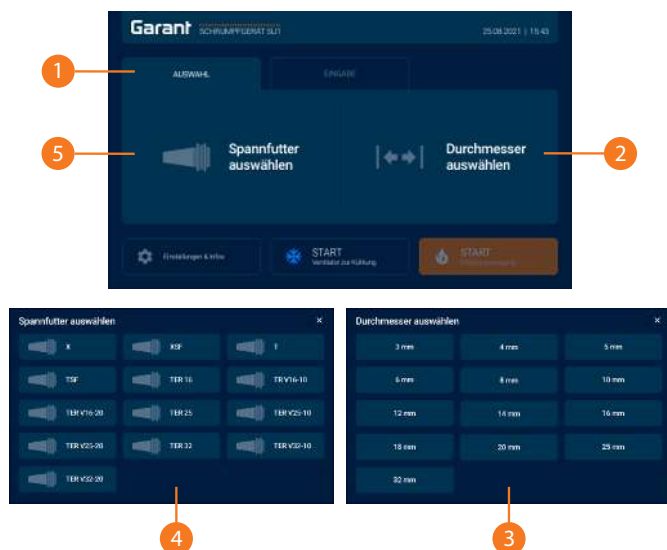 Garant SCHRUMPFGERÄT SU1
25.08.2021 | 15:43
1
AUSWAHL
EINGABE
5
Spannfutter
auswählen
Durchmesser
auswählen
2
Einstellungen & Infos
START
Ventilator zur Kühlung
START
Spannfutter auswählen
×
X
XSF
T
TSF
TER 16
TR V16-10
TER V16-20
TER 25
TER V25-10
TER V25-20
TER 32
TER V32-10
TER V32-20
4
Durchmesser auswählen
×
3 mm
4 mm
5 mm
6 mm
8 mm
10 mm
12 mm
14 mm
16 mm
18 mm
20 mm
25 mm
32 mm
3